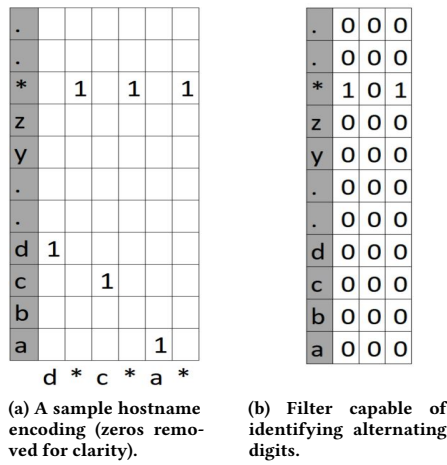 . . 0 0 0
. . 0 0 0
* 1 1 1 * 1 0 1
z z 0 0 0
y y 0 0 0
. . 0 0 0
. . 0 0 0
d 1 d 0 0 0
c 1 c 0 0 0
b b 0 0 0
a 1 a 0 0 0
d * c * a *
(a) A sample hostname
encoding (zeros remo-
ved for clarity).
(b) Filter capable of
identifying alternating
digits.